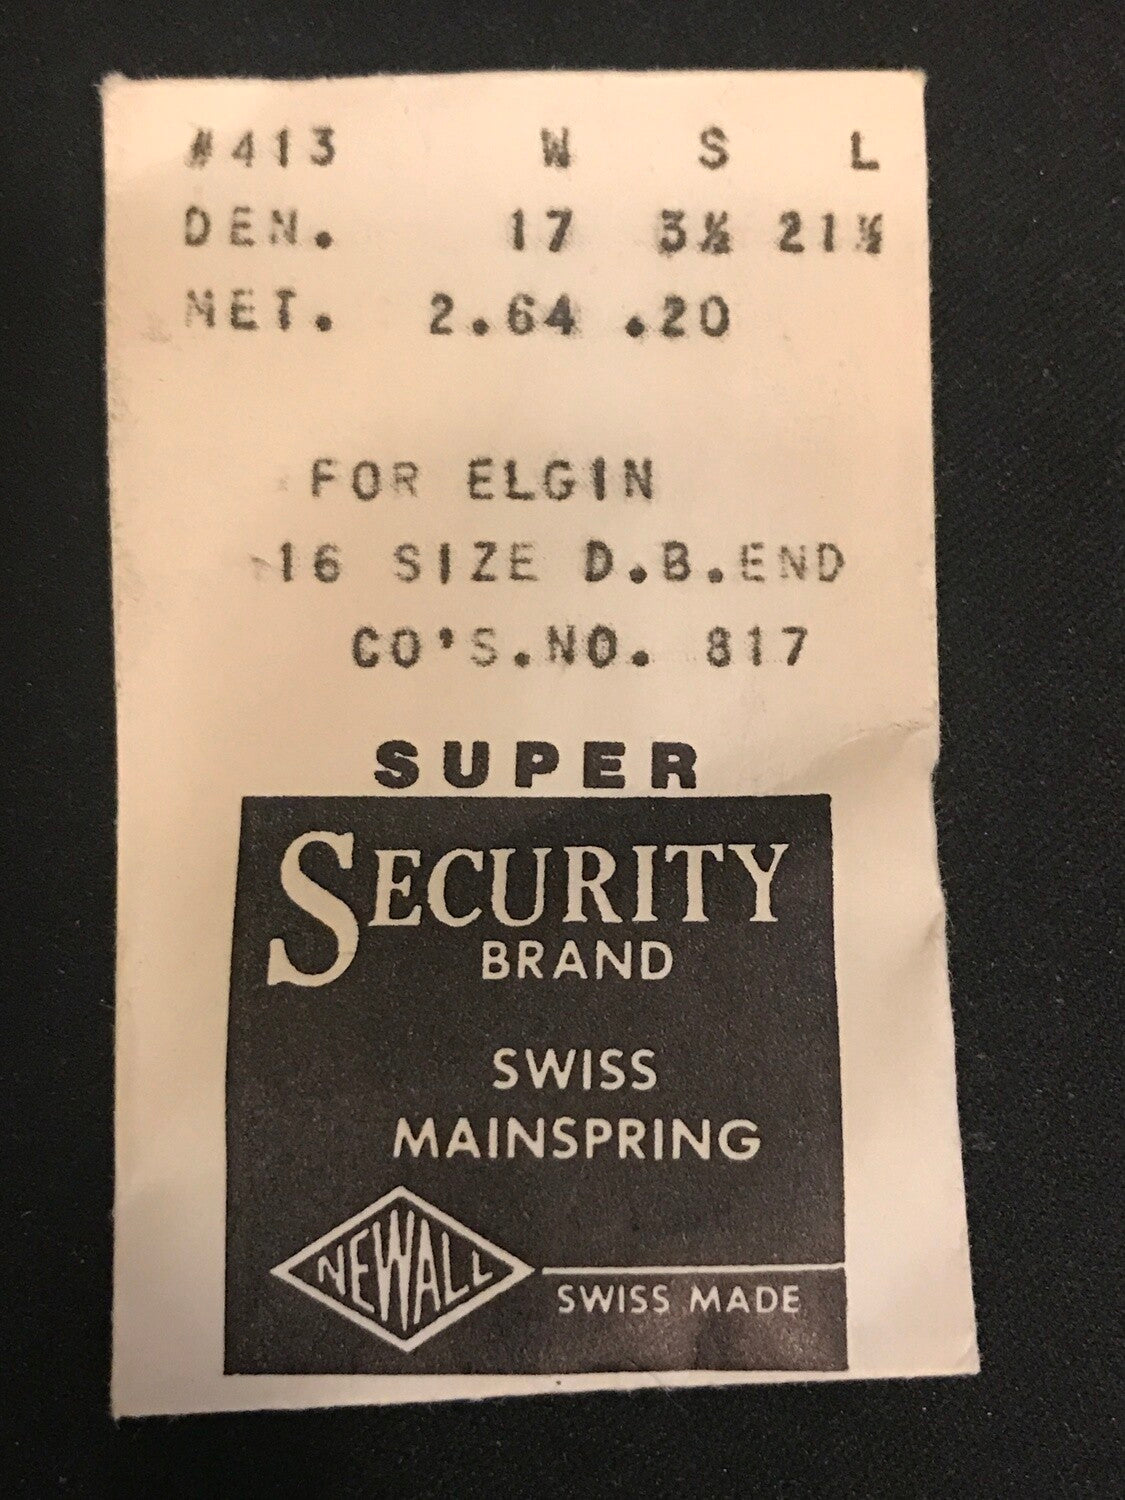 #413 W S L
DEN. 17 3½ 21½
MET. 2.64 .20
FOR ELGIN
16 SIZE D.B.END
CO'S.NO. 817
SUPER
SECURITY
BRAND
SWISS
MAINSPRING
NEWALL
SWISS MADE